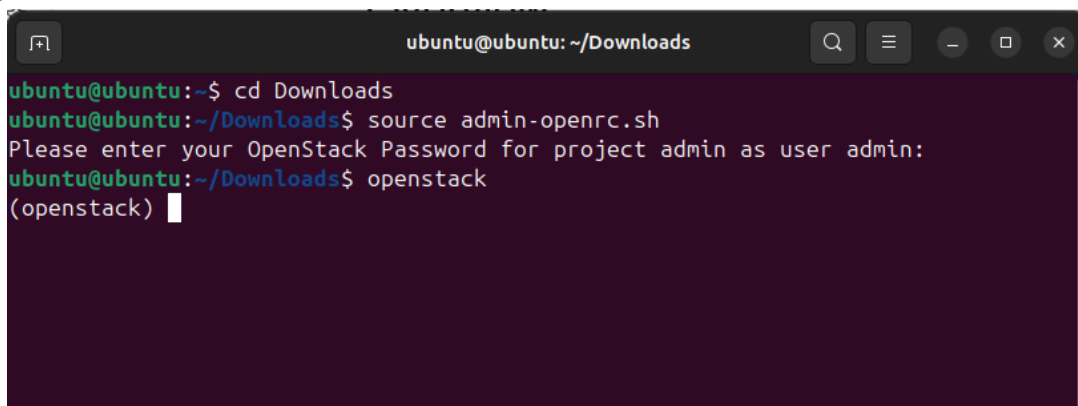 ubuntu@ubuntu: ~/Downloads
ubuntu@ubuntu:~$ cd Downloads
ubuntu@ubuntu:~/Downloads$ source admin-openrc.sh
Please enter your OpenStack Password for project admin as user admin:
ubuntu@ubuntu:~/Downloads$ openstack
(openstack)